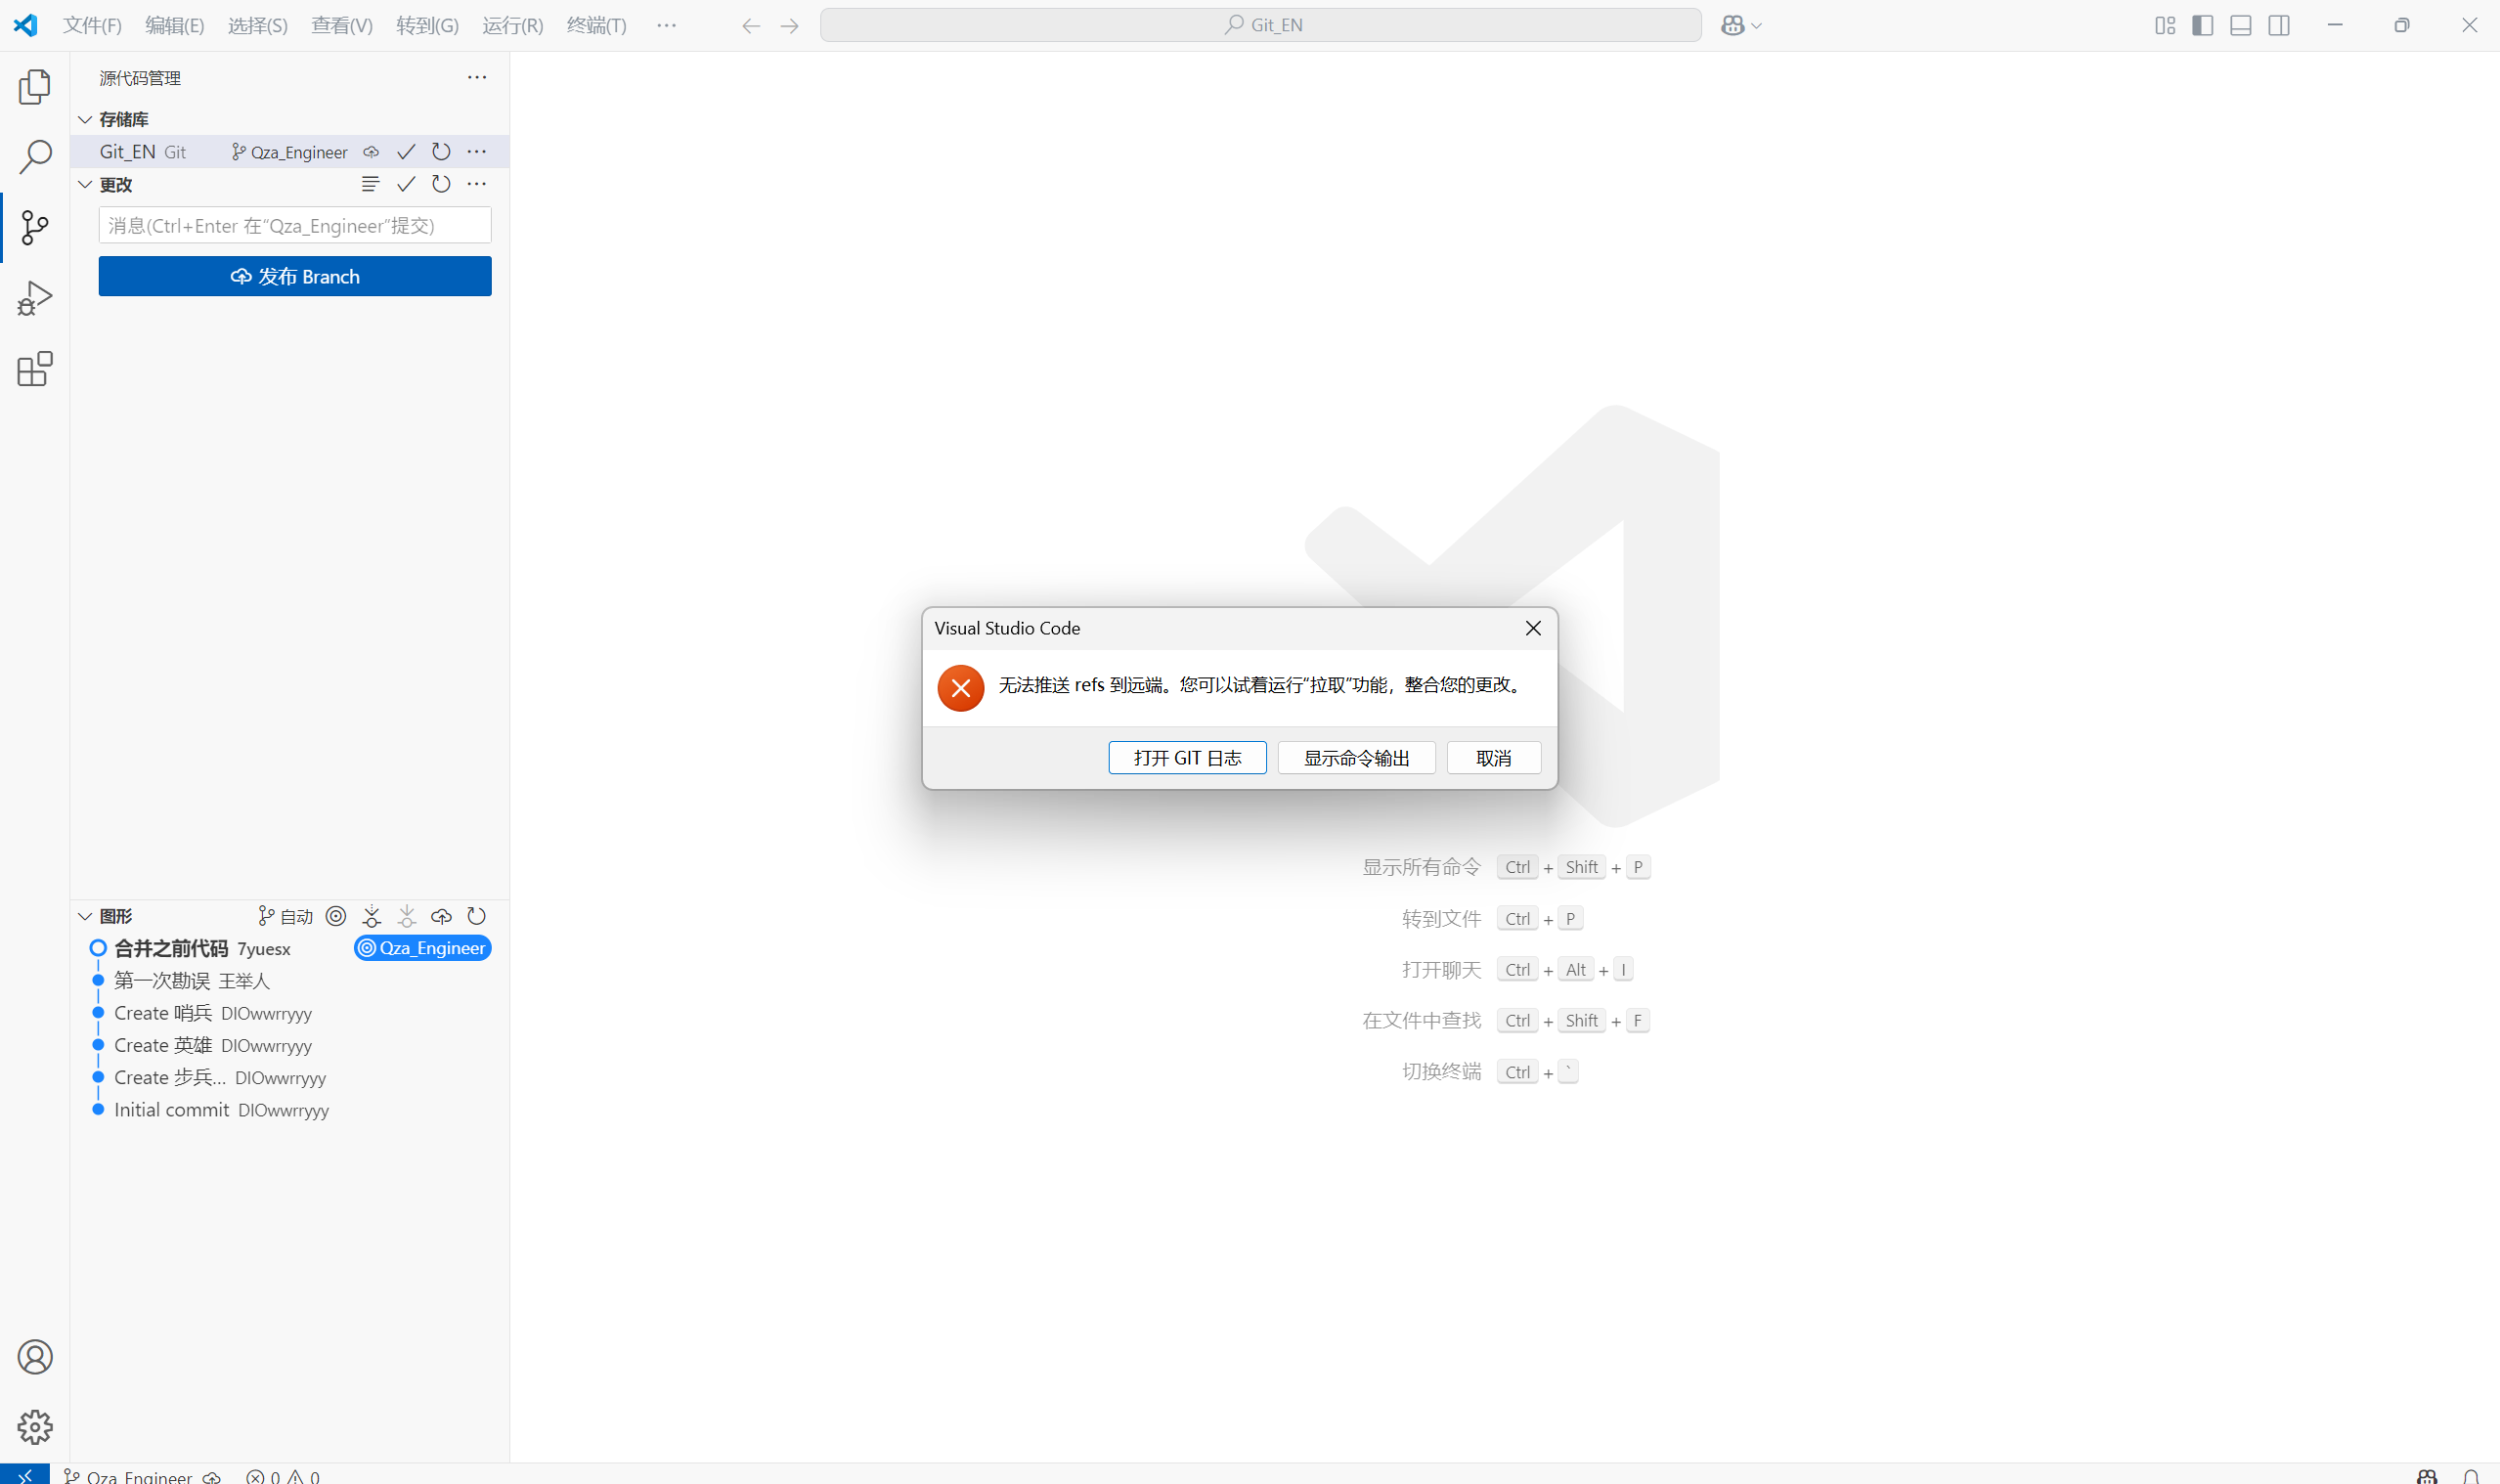 文件(F) 编辑(E) 选择(S) 查看(V) 转到(G) 运行(R) 终端(T) ··· Git_EN
源代码管理
存储库
Git_EN Git Qza_Engineer
更改
消息(Ctrl+Enter 在“Qza_Engineer”提交)
发布 Branch
Visual Studio Code
无法推送 refs 到远端。您可以试着运行“拉取”功能，整合您的更改。
打开 GIT 日志 显示命令输出 取消
显示所有命令 Ctrl + Shift + P
转到文件 Ctrl + P
打开聊天 Ctrl + Alt + I
在文件中查找 Ctrl + Shift + F
切换终端 Ctrl + `
图形 自动
合并之前代码 7yuesx Qza_Engineer
第一次勘误 王举人
Create 哨兵 DIOwwrryyy
Create 英雄 DIOwwrryyy
Create 步兵... DIOwwrryyy
Initial commit DIOwwrryyy
Qza_Engineer 0 0